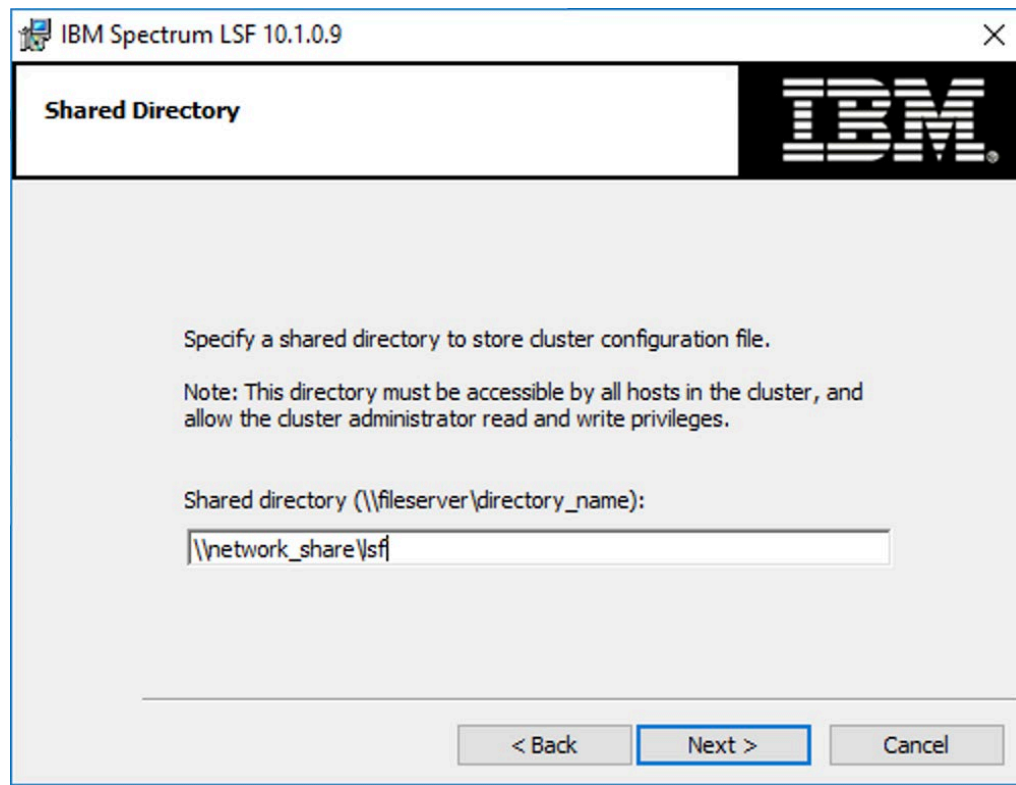 IBM Spectrum LSF 10.1.0.9
Shared Directory
IBM®
Specify a shared directory to store cluster configuration file.
Note: This directory must be accessible by all hosts in the cluster, and
allow the cluster administrator read and write privileges.
Shared directory (\\fileserver\directory_name):
\\network_share\lsf
< Back Next > Cancel